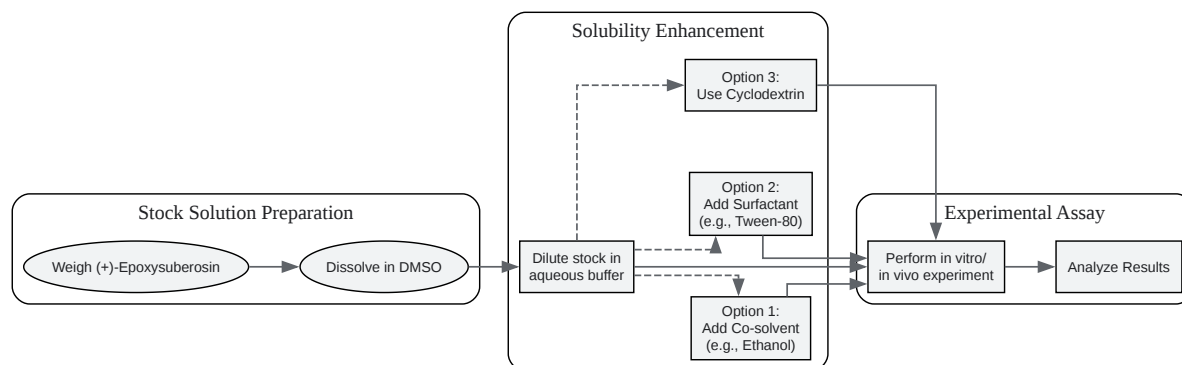 Stock Solution Preparation
Weigh (+)-Epoxysuberosin
Dissolve in DMSO
Solubility Enhancement
Dilute stock in
aqueous buffer
Option 3:
Use Cyclodextrin
Option 2:
Add Surfactant
(e.g., Tween-80)
Option 1:
Add Co-solvent
(e.g., Ethanol)
Experimental Assay
Perform in vitro/
in vivo experiment
Analyze Results